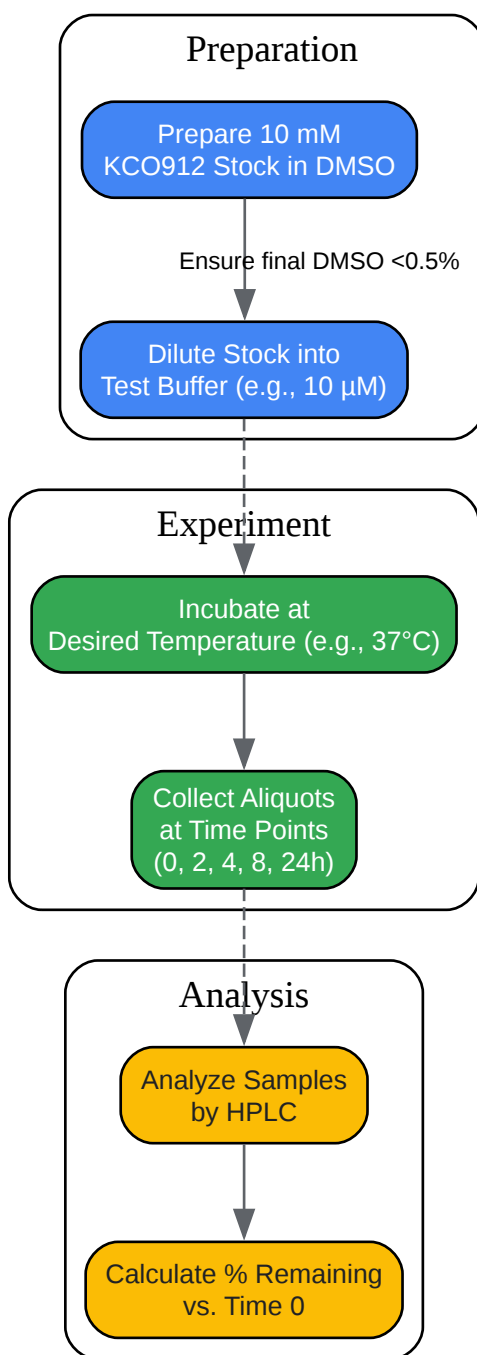 Preparation
Prepare 10 mM
KCO912 Stock in DMSO
Ensure final DMSO <0.5%
Dilute Stock into
Test Buffer (e.g., 10 µM)
Experiment
Incubate at
Desired Temperature (e.g., 37°C)
Collect Aliquots
at Time Points
(0, 2, 4, 8, 24h)
Analysis
Analyze Samples
by HPLC
Calculate % Remaining
vs. Time 0